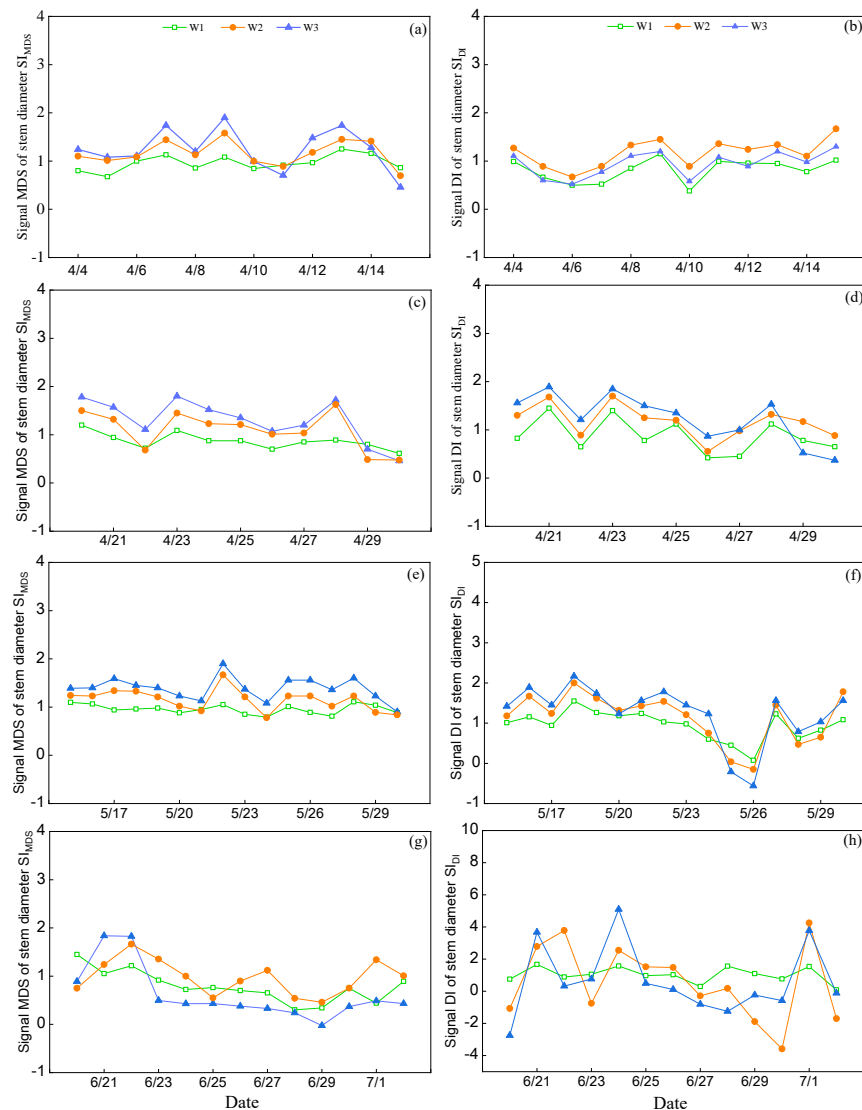 W1 W2 W3 (a)
Signal MDS of stem diameter SI_MDS
4
3
2
1
0
-1
4/4 4/6 4/8 4/10 4/12 4/14
W1 W2 W3 (b)
Signal DI of stem diameter SI_DI
4
3
2
1
0
-1
4/4 4/6 4/8 4/10 4/12 4/14
(c)
Signal MDS of stem diameter SI_MDS
4
3
2
1
0
-1
4/21 4/23 4/25 4/27 4/29
(d)
Signal DI of stem diameter SI_DI
4
3
2
1
0
-1
4/21 4/23 4/25 4/27 4/29
(e)
Signal MDS of stem diameter SI_MDS
4
3
2
1
0
-1
5/17 5/20 5/23 5/26 5/29
(f)
Signal DI of stem diameter SI_DI
5
4
3
2
1
0
-1
5/17 5/20 5/23 5/26 5/29
(g)
Signal MDS of stem diameter SI_MDS
4
3
2
1
0
-1
6/21 6/23 6/25 6/27 6/29 7/1
Date
(h)
Signal DI of stem diameter SI_DI
10
8
6
4
2
0
-2
-4
6/21 6/23 6/25 6/27 6/29 7/1
Date